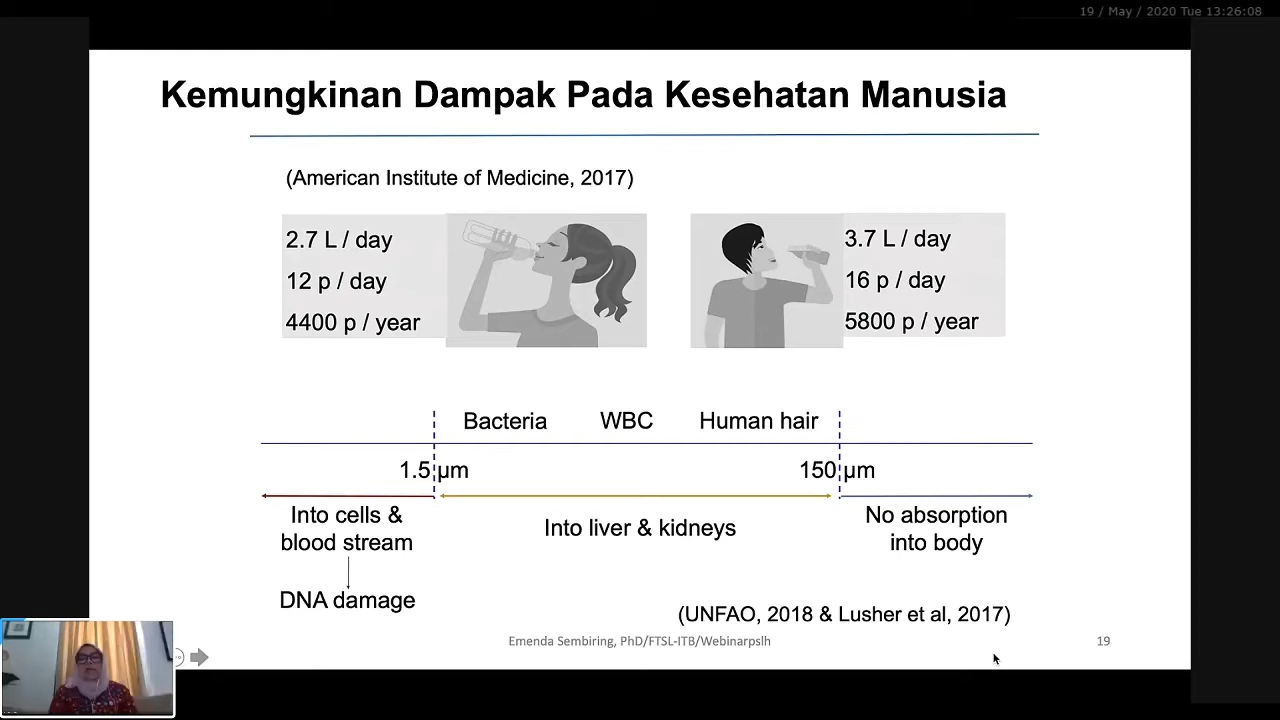 19 / May / 2020 Tue 13:26:08
Kemungkinan Dampak Pada Kesehatan Manusia
(American Institute of Medicine, 2017)
2.7 L / day
12 p / day
4400 p / year
3.7 L / day
16 p / day
5800 p / year
Bacteria WBC Human hair
1.5 µm 150 µm
Into cells &
blood stream
Into liver & kidneys
No absorption
into body
DNA damage
(UNFAO, 2018 & Lusher et al, 2017)
Emenda Sembiring, PhD/FTSL-ITB/Webinarpslh 19